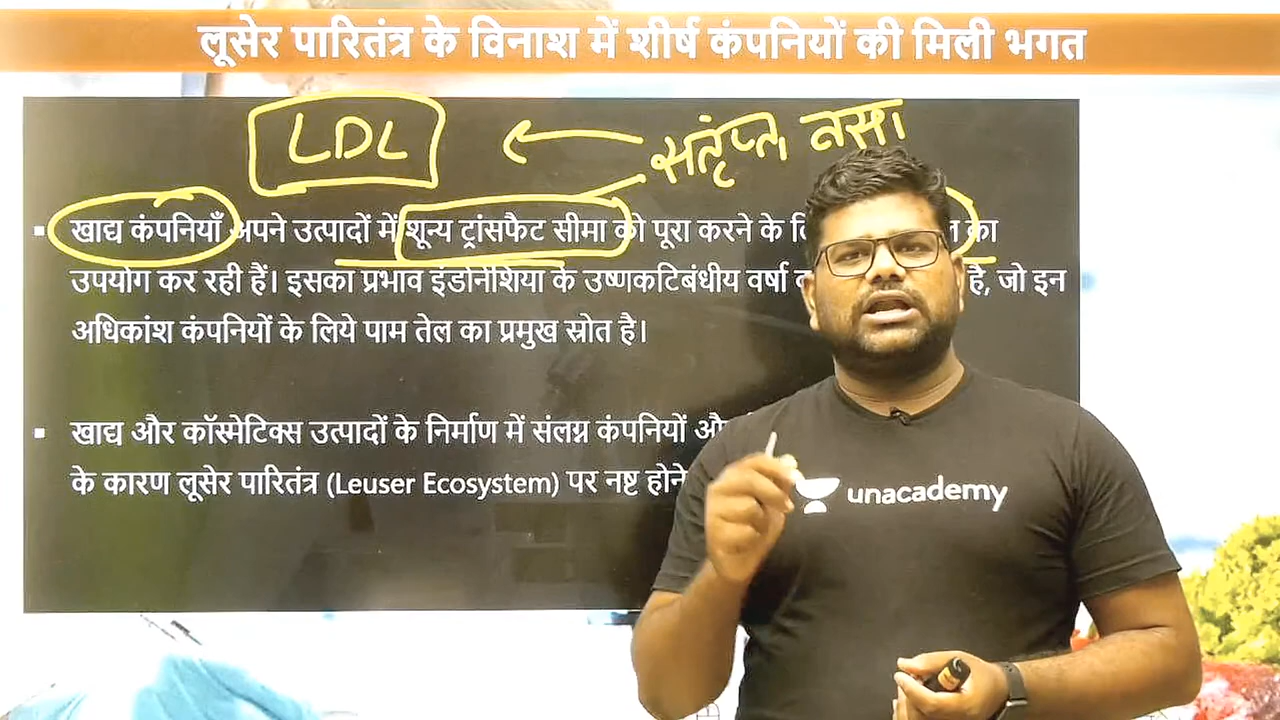 लूसेर पारितंत्र के विनाश में शीर्ष कंपनियों की मिली भगत
LDL
संतृप्त वसा
खाद्य कंपनियाँ अपने उत्पादों में शून्य ट्रांसफैट सीमा को पूरा करने के का
उपयोग कर रही हैं। इसका प्रभाव इंडोनेशिया के उष्णकटिबंधीय वर्षा है, जो इन
अधिकांश कंपनियों के लिये पाम तेल का प्रमुख स्रोत है।
खाद्य और कॉस्मेटिक्स उत्पादों के निर्माण में संलग्न कंपनियों
के कारण लूसेर पारितंत्र (Leuser Ecosystem) पर नष्ट होने
unacademy